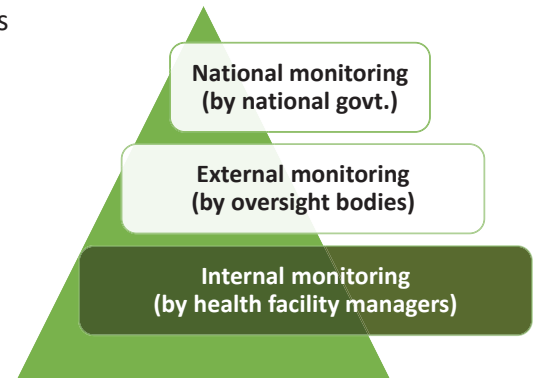 s
National monitoring
(by national govt.)
External monitoring
(by oversight bodies)
Internal monitoring
(by health facility managers)